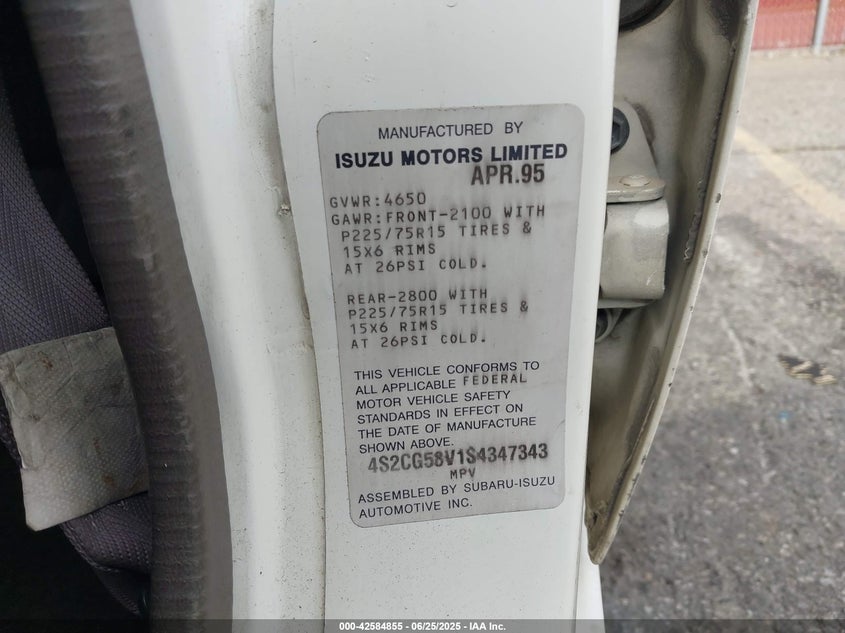 MANUFACTURED BY
ISUZU MOTORS LIMITED
APR.95
GVWR:4650
GAWR:FRONT-2100 WITH
P225/75R15 TIRES &
15X6 RIMS
AT 26PSI COLD.
REAR-2800 WITH
P225/75R15 TIRES &
15X6 RIMS
AT 26PSI COLD.
THIS VEHICLE CONFORMS TO
ALL APPLICABLE FEDERAL
MOTOR VEHICLE SAFETY
STANDARDS IN EFFECT ON
THE DATE OF MANUFACTURE
SHOWN ABOVE.
4S2CG58V1S4347343
MPV
ASSEMBLED BY SUBARU-ISUZU
AUTOMOTIVE INC.
000-42584855 - 06/25/2025 - IAA Inc.